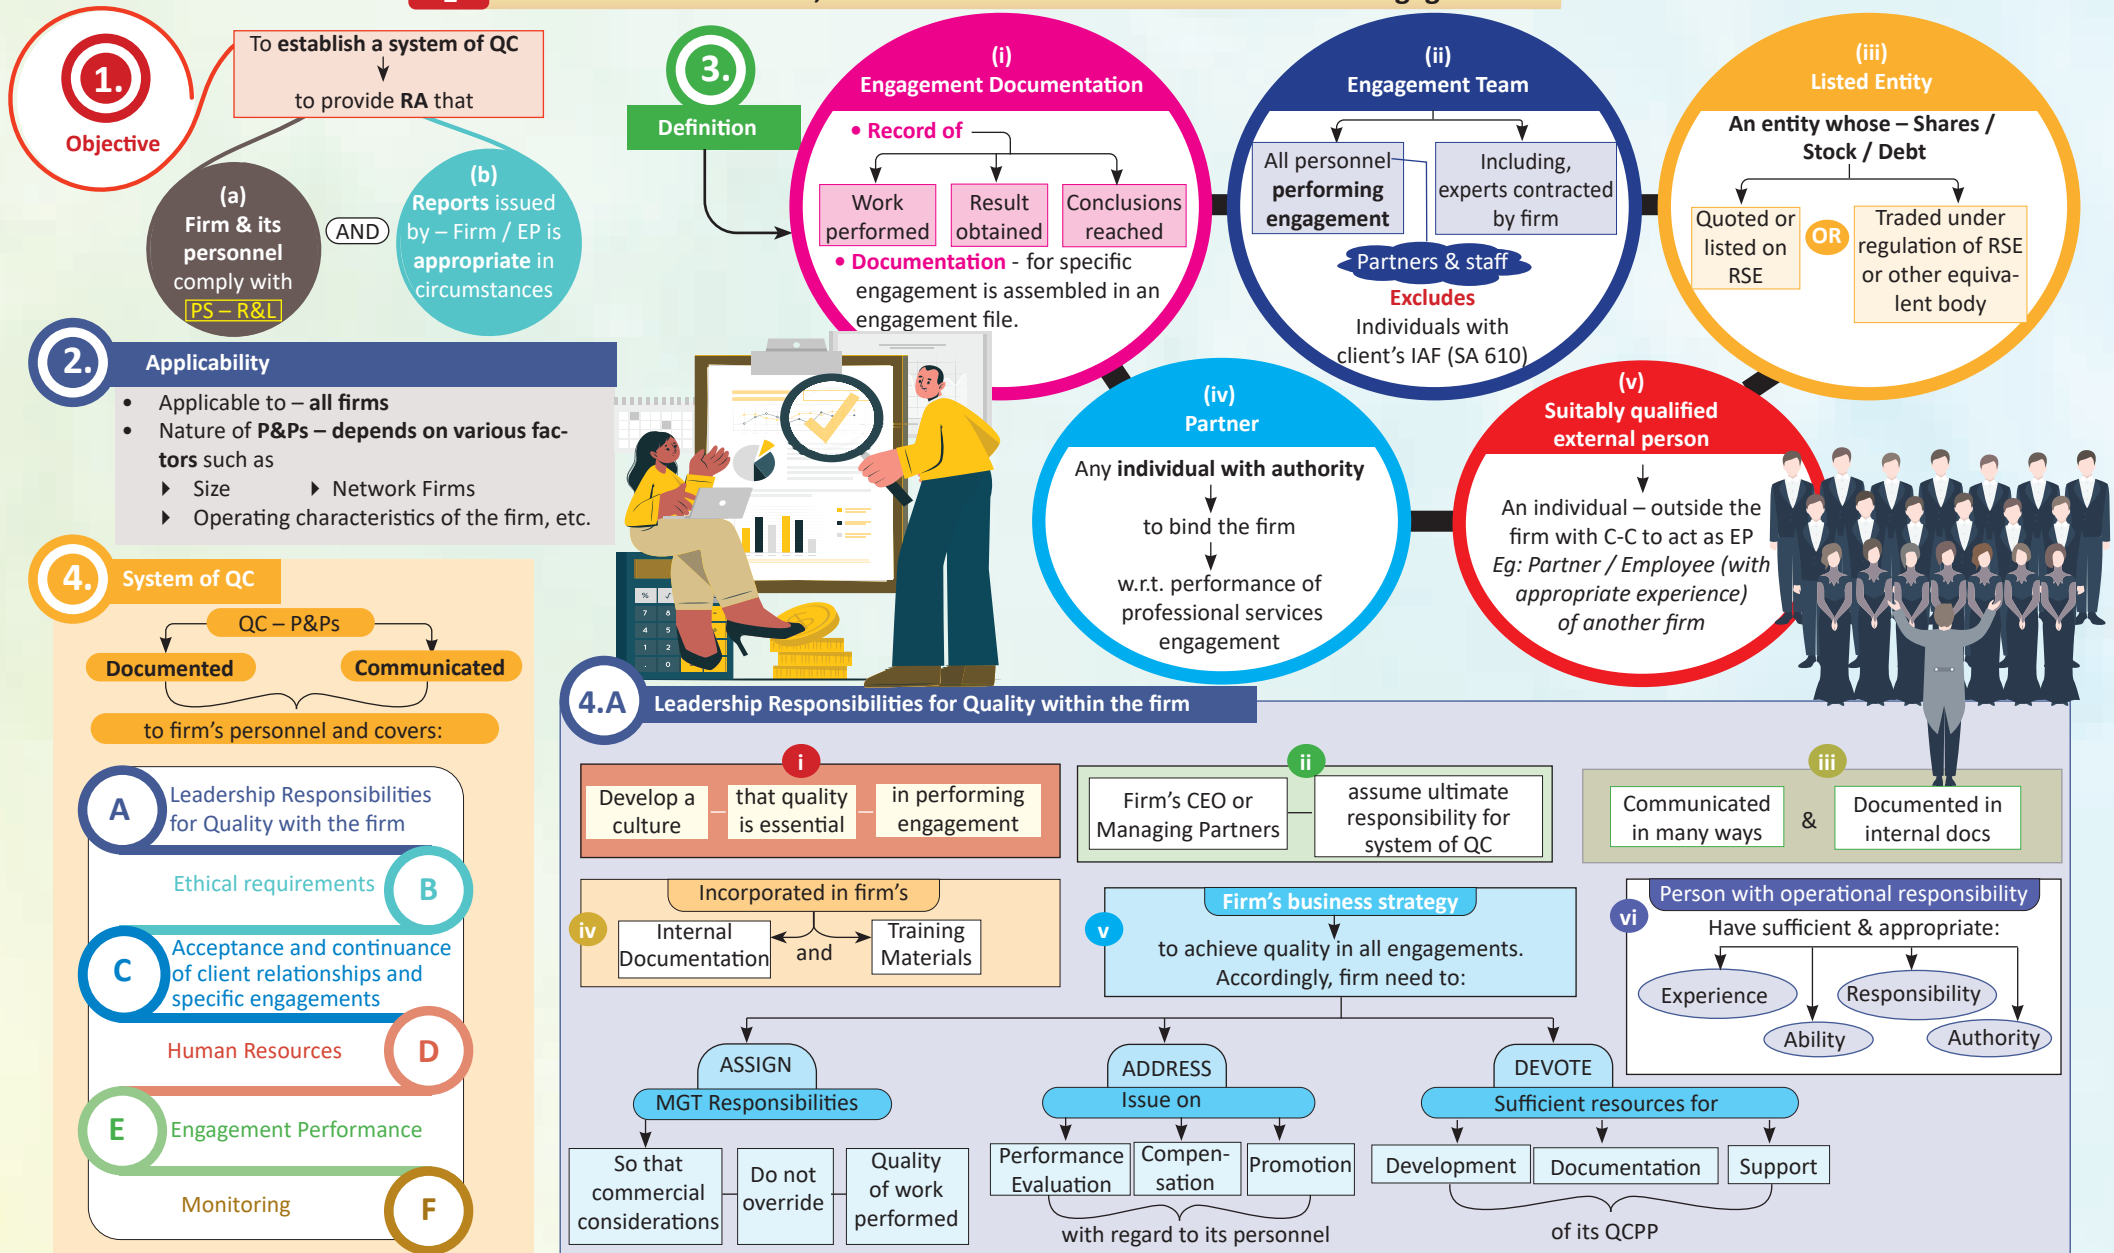 1.
Objective
To establish a system of QC
to provide RA that
(a)
Firm & its
personnel
comply with
PS – R&L
AND
(b)
Reports issued
by – Firm / EP is
appropriate in
circumstances
2.
Applicability
• Applicable to – all firms
• Nature of P&Ps – depends on various fac-
tors such as
Size
Network Firms
Operating characteristics of the firm, etc.
3.
Definition
(i)
Engagement Documentation
• Record of
Work
performed
Result
obtained
Conclusions
reached
• Documentation - for specific
engagement is assembled in an
engagement file.
(ii)
Engagement Team
All personnel
performing
engagement
Including,
experts contracted
by firm
Partners & staff
Excludes
Individuals with
client's IAF (SA 610)
(iii)
Listed Entity
An entity whose – Shares /
Stock / Debt
Quoted or
listed on
RSE
OR
Traded under
regulation of RSE
or other equiva-
lent body
(iv)
Partner
Any individual with authority
to bind the firm
w.r.t. performance of
professional services
engagement
(v)
Suitably qualified
external person
An individual – outside the
firm with C-C to act as EP
Eg: Partner / Employee (with
appropriate experience)
of another firm
% √
7 8
4 5
1 2
. 0
4.
System of QC
QC – P&Ps
Documented
Communicated
to firm's personnel and covers:
A
Leadership Responsibilities
for Quality with the firm
Ethical requirements
B
C
Acceptance and continuance
of client relationships and
specific engagements
Human Resources
D
E
Engagement Performance
Monitoring
F
4.A
Leadership Responsibilities for Quality within the firm
i
Develop a
culture
that quality
is essential
in performing
engagement
ii
Firm's CEO or
Managing Partners
assume ultimate
responsibility for
system of QC
iii
Communicated
in many ways
&
Documented in
internal docs
iv
Incorporated in firm's
Internal
Documentation
and
Training
Materials
v
Firm's business strategy
to achieve quality in all engagements.
Accordingly, firm need to:
vi
Person with operational responsibility
Have sufficient & appropriate:
Experience
Ability
Responsibility
Authority
ASSIGN
MGT Responsibilities
So that
commercial
considerations
Do not
override
Quality
of work
performed
ADDRESS
Issue on
Performance
Evaluation
Compen-
sation
Promotion
with regard to its personnel
DEVOTE
Sufficient resources for
Development
Documentation
Support
of its QCPP